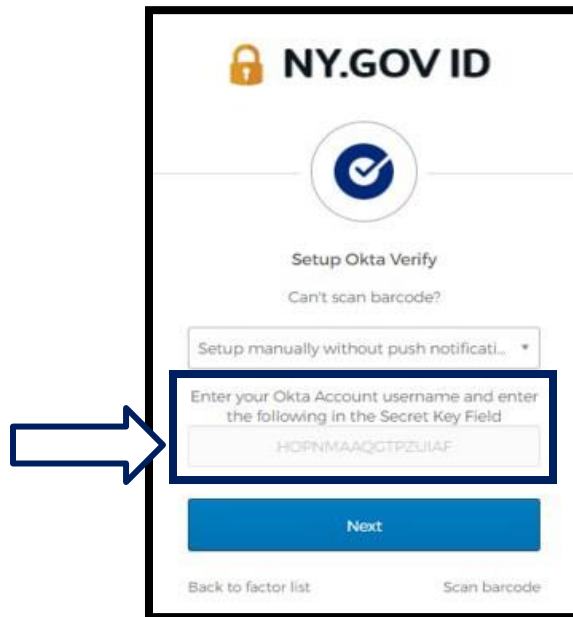 NY.GOV ID
Setup Okta Verify
Can't scan barcode?
Setup manually without push notificati...
Enter your Okta Account username and enter
the following in the Secret Key Field
HOPNMAAQGTPZUIAF
Next
Back to factor list
Scan barcode